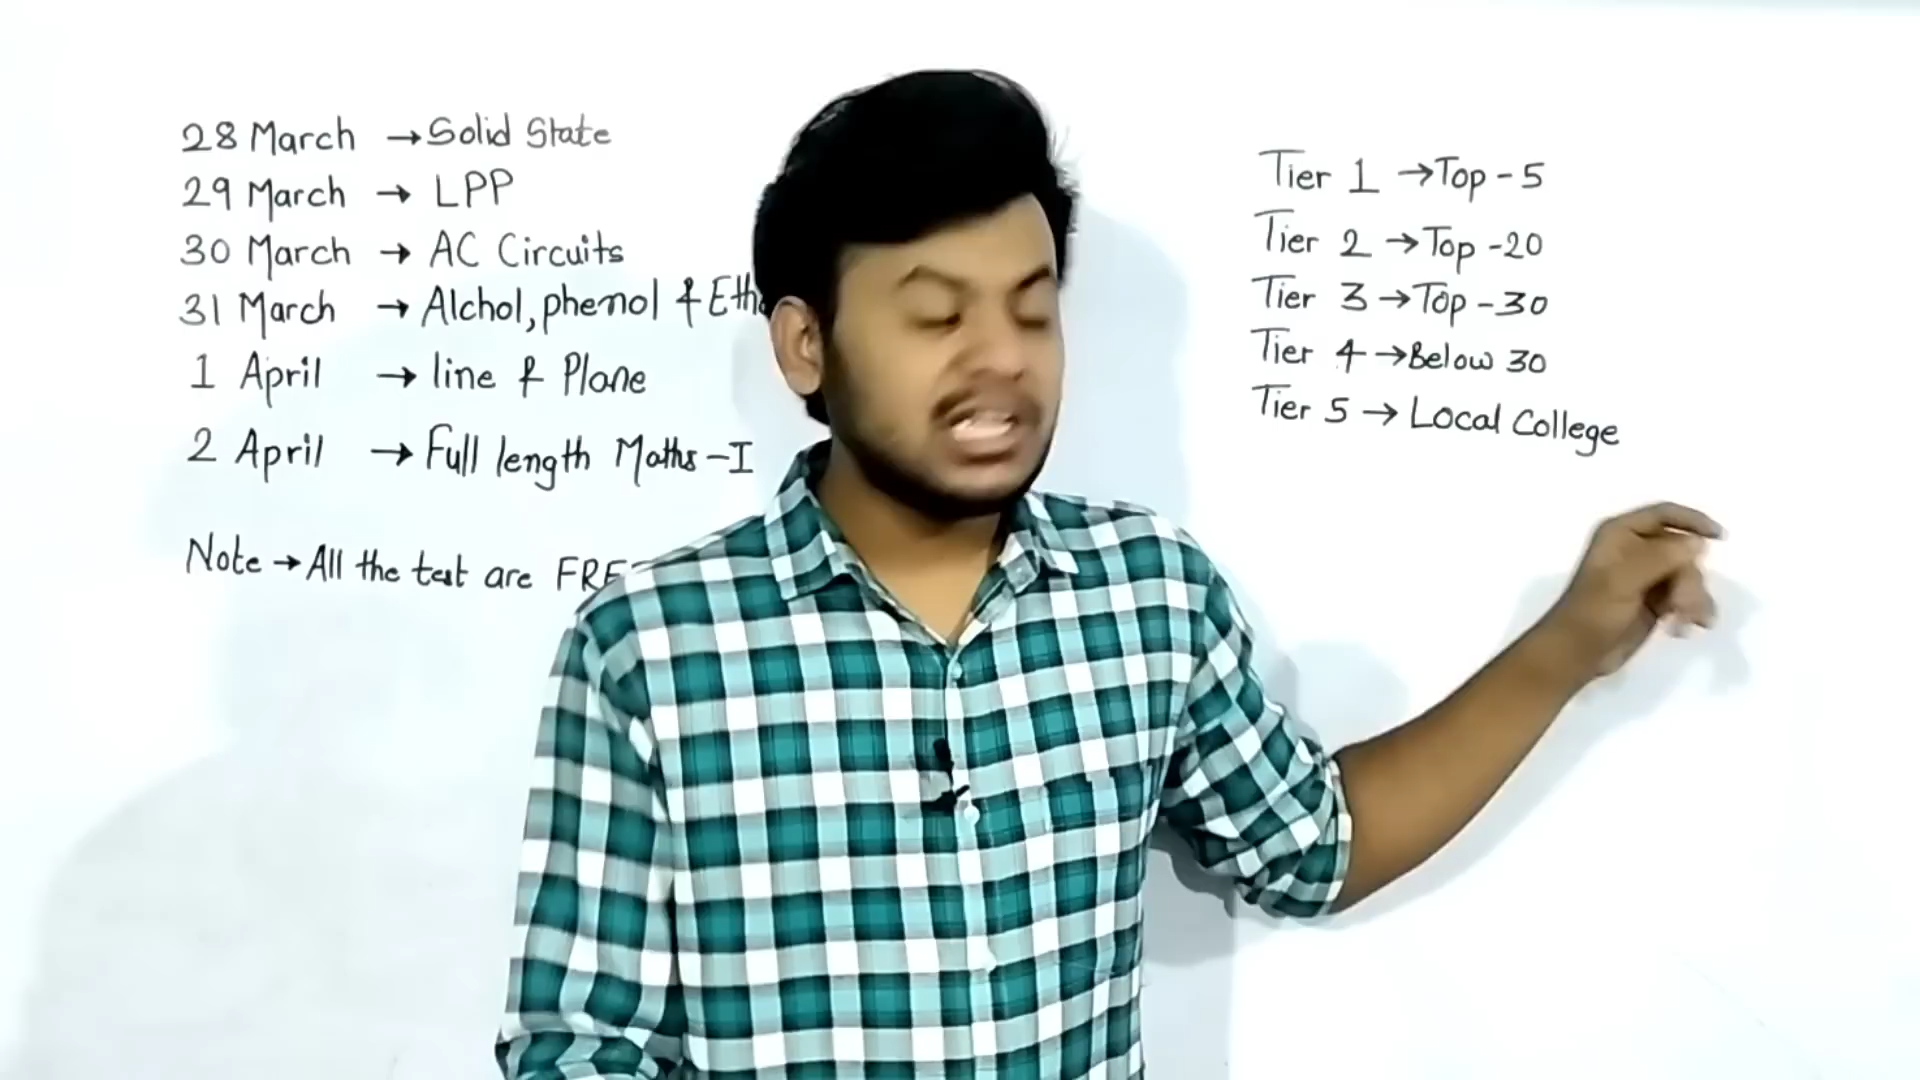 28 March → Solid State
29 March → LPP
30 March → AC Circuits
31 March → Alchol, phenol & Eth
1 April → line & Plane
2 April → Full length Maths-I
Note → All the test are FREE
Tier 1 → Top - 5
Tier 2 → Top -20
Tier 3 → Top -30
Tier 4 → Below 30
Tier 5 → Local College